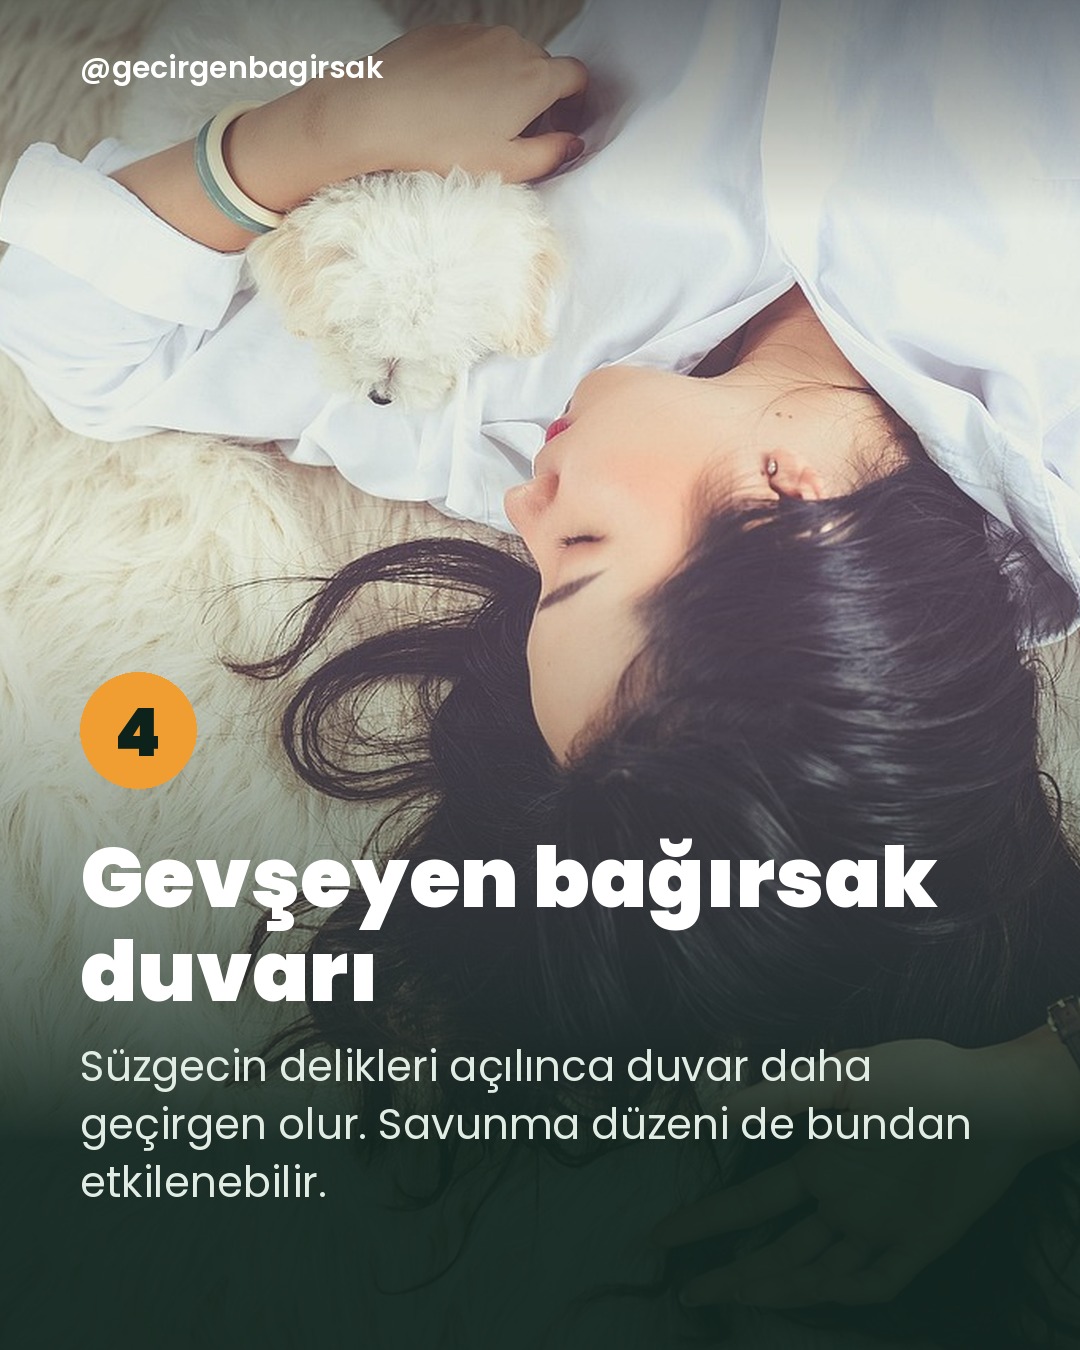 @gecirgenbagirsak
4
Gevşeyen bağırsak
duvarı
Süzgecin delikleri açılınca duvar daha
geçirgen olur. Savunma düzeni de bundan
etkilenebilir.